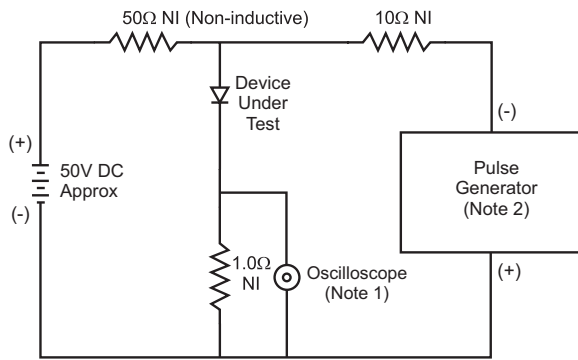 50Ω NI (Non-inductive)
10Ω NI
Device
Under
Test
(-)
(+)
50V DC
Approx
(-)
Pulse
Generator
(Note 2)
1.0Ω
NI
Oscilloscope
(Note 1)
(+)